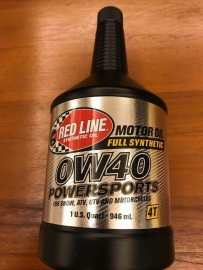 RED LINE
SYNTHETIC OIL
MOTOR OIL
FULL SYNTHETIC
0W40
POWERSPORTS
FOR SNOW, ATV, UTV AND MOTORCYCLES
4T
1 U.S. Quart - 946 mL